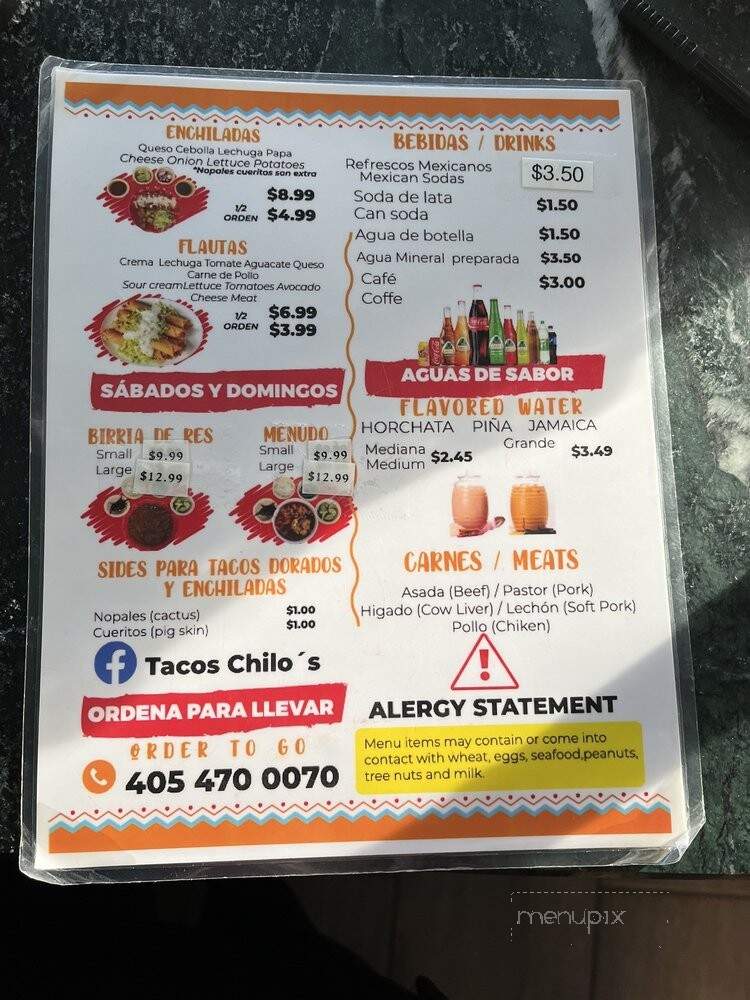 ENCHILADAS
Queso Cebolla Lechuga Papa
Cheese Onion Lettuce Potatoes
*Nopales cueritos son extra
$8.99
1/2 ORDEN $4.99
FLAUTAS
Crema Lechuga Tomate Aguacate Queso
Carne de Pollo
Sour creamLettuce Tomatoes Avocado
Cheese Meat
$6.99
1/2 ORDEN $3.99
SÁBADOS Y DOMINGOS
BIRRIA DE RES
Small $9.99
Large $12.99
MENUDO
Small $9.99
Large $12.99
SIDES PARA TACOS DORADOS
Y ENCHILADAS
Nopales (cactus) $1.00
Cueritos (pig skin) $1.00
Tacos Chilo´s
ORDENA PARA LLEVAR
ORDER TO GO
405 470 0070
BEBIDAS / DRINKS
Refrescos Mexicanos
Mexican Sodas $3.50
Soda de lata
Can soda $1.50
Agua de botella $1.50
Agua Mineral preparada $3.50
Café
Coffe $3.00
AGUAS DE SABOR
FLAVORED WATER
HORCHATA PIÑA JAMAICA
Mediana
Medium $2.45
Grande $3.49
CARNES / MEATS
Asada (Beef) / Pastor (Pork)
Higado (Cow Liver) / Lechón (Soft Pork)
Pollo (Chiken)
ALERGY STATEMENT
Menu items may contain or come into
contact with wheat, eggs, seafood,peanuts,
tree nuts and milk.
menupix